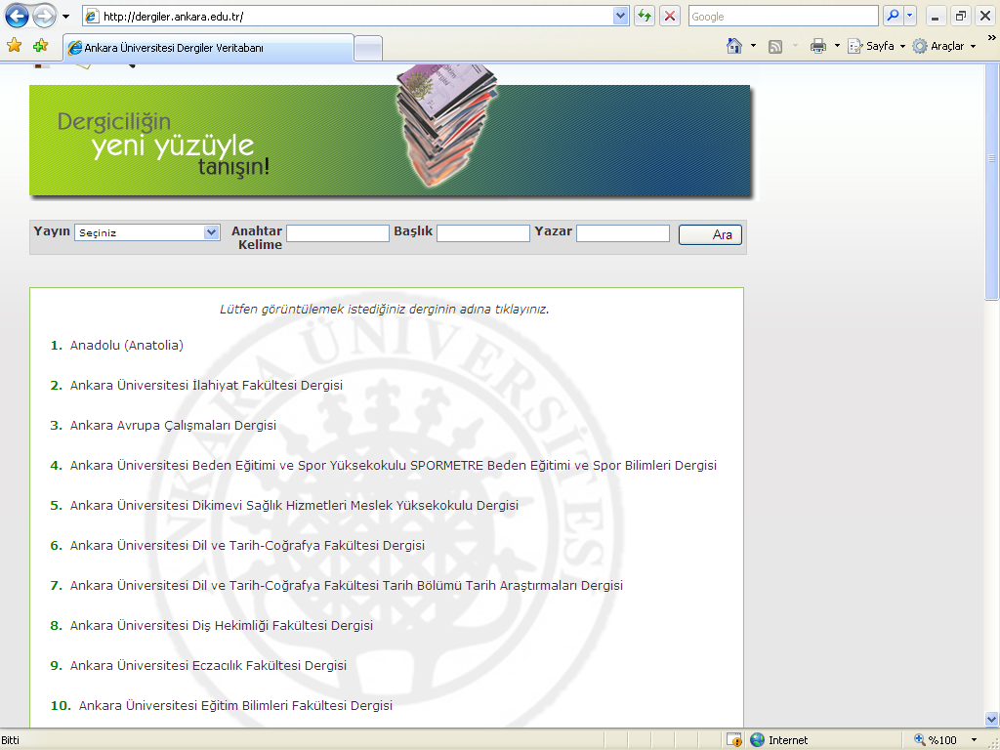 http://dergiler.ankara.edu.tr/
Google
Ankara Üniversitesi Dergiler Veritabanı
Sayfa
Araçlar
Dergiciliğin
yeni yüzüyle
tanışın!
Yayın Seçiniz Anahtar Kelime Başlık Yazar Ara
Lütfen görüntülemek istediğiniz derginin adına tıklayınız.
1. Anadolu (Anatolia)
2. Ankara Üniversitesi İlahiyat Fakültesi Dergisi
3. Ankara Avrupa Çalışmaları Dergisi
4. Ankara Üniversitesi Beden Eğitimi ve Spor Yüksekokulu SPORMETRE Beden Eğitimi ve Spor Bilimleri Dergisi
5. Ankara Üniversitesi Dikimevi Sağlık Hizmetleri Meslek Yüksekokulu Dergisi
6. Ankara Üniversitesi Dil ve Tarih-Coğrafya Fakültesi Dergisi
7. Ankara Üniversitesi Dil ve Tarih-Coğrafya Fakültesi Tarih Bölümü Tarih Araştırmaları Dergisi
8. Ankara Üniversitesi Diş Hekimliği Fakültesi Dergisi
9. Ankara Üniversitesi Eczacılık Fakültesi Dergisi
10. Ankara Üniversitesi Eğitim Bilimleri Fakültesi Dergisi
ANKARA ÜNİVERSİTESİ
Bitti
Internet
%100